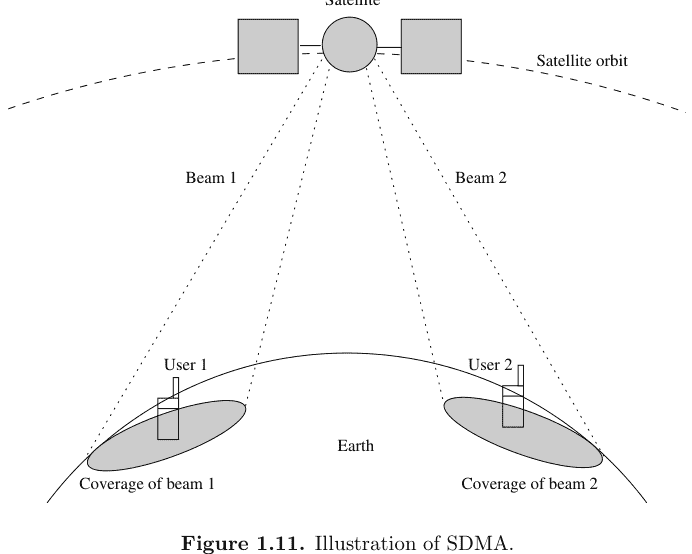 Satellite
Satellite orbit
Beam 1
Beam 2
User 1
User 2
Earth
Coverage of beam 1
Coverage of beam 2
Figure 1.11. Illustration of SDMA.